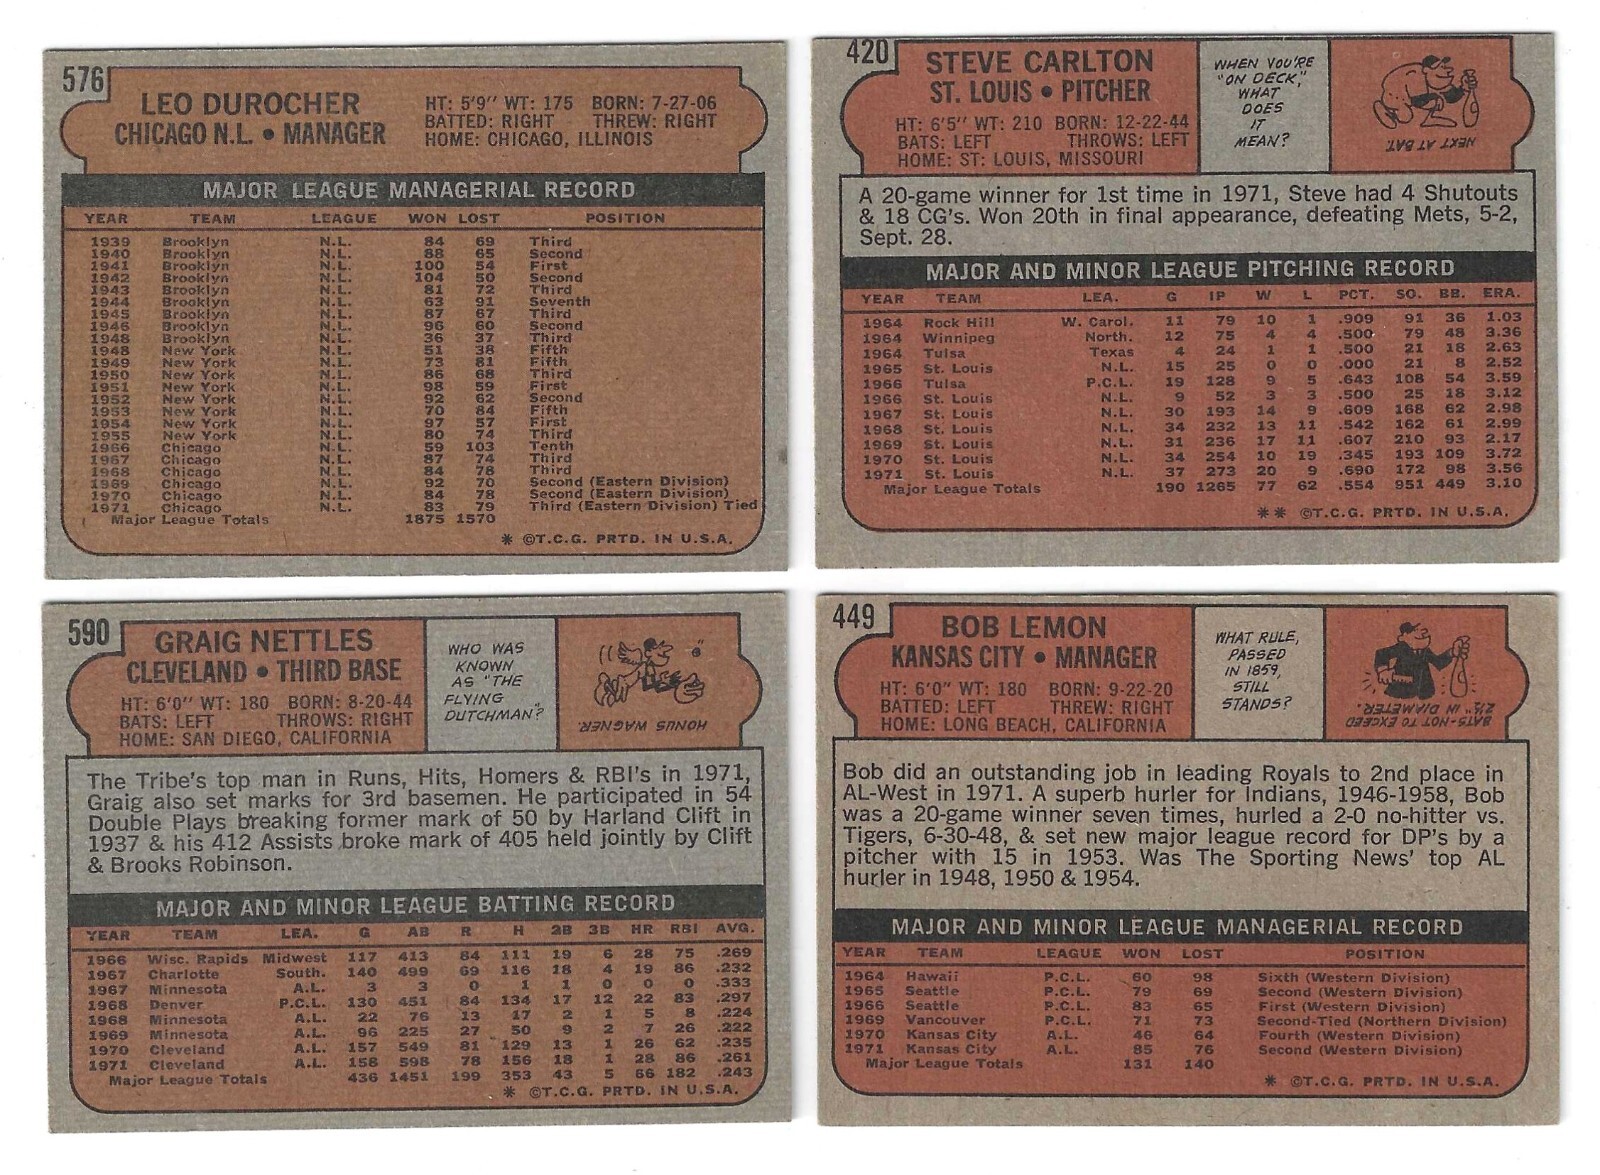 576
LEO DUROCHER
CHICAGO N.L. • MANAGER
HT: 5'9" WT: 175 BORN: 7-27-06
BATTED: RIGHT THREW: RIGHT
HOME: CHICAGO, ILLINOIS
MAJOR LEAGUE MANAGERIAL RECORD
YEAR TEAM LEAGUE WON LOST POSITION
1939 Brooklyn N.L. 84 69 Third
1940 Brooklyn N.L. 88 65 Second
1941 Brooklyn N.L. 100 54 First
1942 Brooklyn N.L. 104 50 Second
1943 Brooklyn N.L. 81 72 Third
1944 Brooklyn N.L. 63 91 Seventh
1945 Brooklyn N.L. 87 67 Third
1946 Brooklyn N.L. 96 60 Second
1948 Brooklyn N.L. 36 37 Third
1948 New York N.L. 51 38 Fifth
1949 New York N.L. 73 81 Fifth
1950 New York N.L. 86 68 Third
1951 New York N.L. 98 59 First
1952 New York N.L. 92 62 Second
1953 New York N.L. 70 84 Fifth
1954 New York N.L. 97 57 First
1955 New York N.L. 80 74 Third
1966 Chicago N.L. 59 103 Tenth
1967 Chicago N.L. 87 74 Third
1968 Chicago N.L. 84 78 Third
1969 Chicago N.L. 92 70 Second (Eastern Division)
1970 Chicago N.L. 84 78 Second (Eastern Division)
1971 Chicago N.L. 83 79 Third (Eastern Division) Tied
Major League Totals 1875 1570
* ©T.C.G. PRTD. IN U.S.A.
420
STEVE CARLTON
ST. LOUIS • PITCHER
HT: 6'5" WT: 210 BORN: 12-22-44
BATS: LEFT THROWS: LEFT
HOME: ST. LOUIS, MISSOURI
WHEN YOU'RE
"ON DECK,"
WHAT
DOES
IT
MEAN?
NEXT AT BAT.
A 20-game winner for 1st time in 1971, Steve had 4 Shutouts
& 18 CG's. Won 20th in final appearance, defeating Mets, 5-2,
Sept. 28.
MAJOR AND MINOR LEAGUE PITCHING RECORD
YEAR TEAM LEA. G IP W L PCT. SO. BB. ERA.
1964 Rock Hill W. Carol. 11 79 10 1 .909 91 36 1.03
1964 Winnipeg North. 12 75 4 4 .500 79 48 3.36
1964 Tulsa Texas 4 24 1 1 .500 21 18 2.63
1965 St. Louis N.L. 15 25 0 0 .000 21 8 2.52
1966 Tulsa P.C.L. 19 128 9 5 .643 108 54 3.59
1966 St. Louis N.L. 9 52 3 3 .500 25 18 3.12
1967 St. Louis N.L. 30 193 14 9 .609 168 62 2.98
1968 St. Louis N.L. 34 232 13 11 .542 162 61 2.99
1969 St. Louis N.L. 31 236 17 11 .607 210 93 2.17
1970 St. Louis N.L. 34 254 10 19 .345 193 109 3.72
1971 St. Louis N.L. 37 273 20 9 .690 172 98 3.56
Major League Totals 190 1265 77 62 .554 951 449 3.10
** ©T.C.G. PRTD. IN U.S.A.
590
GRAIG NETTLES
CLEVELAND • THIRD BASE
HT: 6'0" WT: 180 BORN: 8-20-44
BATS: LEFT THROWS: RIGHT
HOME: SAN DIEGO, CALIFORNIA
WHO WAS
KNOWN
AS "THE
FLYING
DUTCHMAN"?
HONUS WAGNER.
The Tribe's top man in Runs, Hits, Homers & RBI's in 1971,
Graig also set marks for 3rd basemen. He participated in 54
Double Plays breaking former mark of 50 by Harland Clift in
1937 & his 412 Assists broke mark of 405 held jointly by Clift
& Brooks Robinson.
MAJOR AND MINOR LEAGUE BATTING RECORD
YEAR TEAM LEA. G AB R H 2B 3B HR RBI AVG.
1966 Wisc. Rapids Midwest 117 413 84 111 19 6 28 75 .269
1967 Charlotte South. 140 499 69 116 18 4 19 86 .232
1967 Minnesota A.L. 3 3 0 1 1 0 0 0 .333
1968 Denver P.C.L. 130 451 84 134 17 12 22 83 .297
1968 Minnesota A.L. 22 76 13 17 2 1 5 8 .224
1969 Minnesota A.L. 96 225 27 50 9 2 7 26 .222
1970 Cleveland A.L. 157 549 81 129 13 1 26 62 .235
1971 Cleveland A.L. 158 598 78 156 18 1 28 86 .261
Major League Totals 436 1451 199 353 43 5 66 182 .243
* ©T.C.G. PRTD. IN U.S.A.
449
BOB LEMON
KANSAS CITY • MANAGER
HT: 6'0" WT: 180 BORN: 9-22-20
BATTED: LEFT THREW: RIGHT
HOME: LONG BEACH, CALIFORNIA
WHAT RULE,
PASSED
IN 1859,
STILL
STANDS?
BATS-NOT-TO EXCEED
2½" IN DIAMETER.
Bob did an outstanding job in leading Royals to 2nd place in
AL-West in 1971. A superb hurler for Indians, 1946-1958, Bob
was a 20-game winner seven times, hurled a 2-0 no-hitter vs.
Tigers, 6-30-48, & set new major league record for DP's by a
pitcher with 15 in 1953. Was The Sporting News' top AL
hurler in 1948, 1950 & 1954.
MAJOR AND MINOR LEAGUE MANAGERIAL RECORD
YEAR TEAM LEAGUE WON LOST POSITION
1964 Hawaii P.C.L. 60 98 Sixth (Western Division)
1965 Seattle P.C.L. 79 69 Second (Western Division)
1966 Seattle P.C.L. 83 65 First (Western Division)
1969 Vancouver P.C.L. 71 73 Second-Tied (Northern Division)
1970 Kansas City A.L. 46 64 Fourth (Western Division)
1971 Kansas City A.L. 85 76 Second (Western Division)
Major League Totals 131 140
* ©T.C.G. PRTD. IN U.S.A.